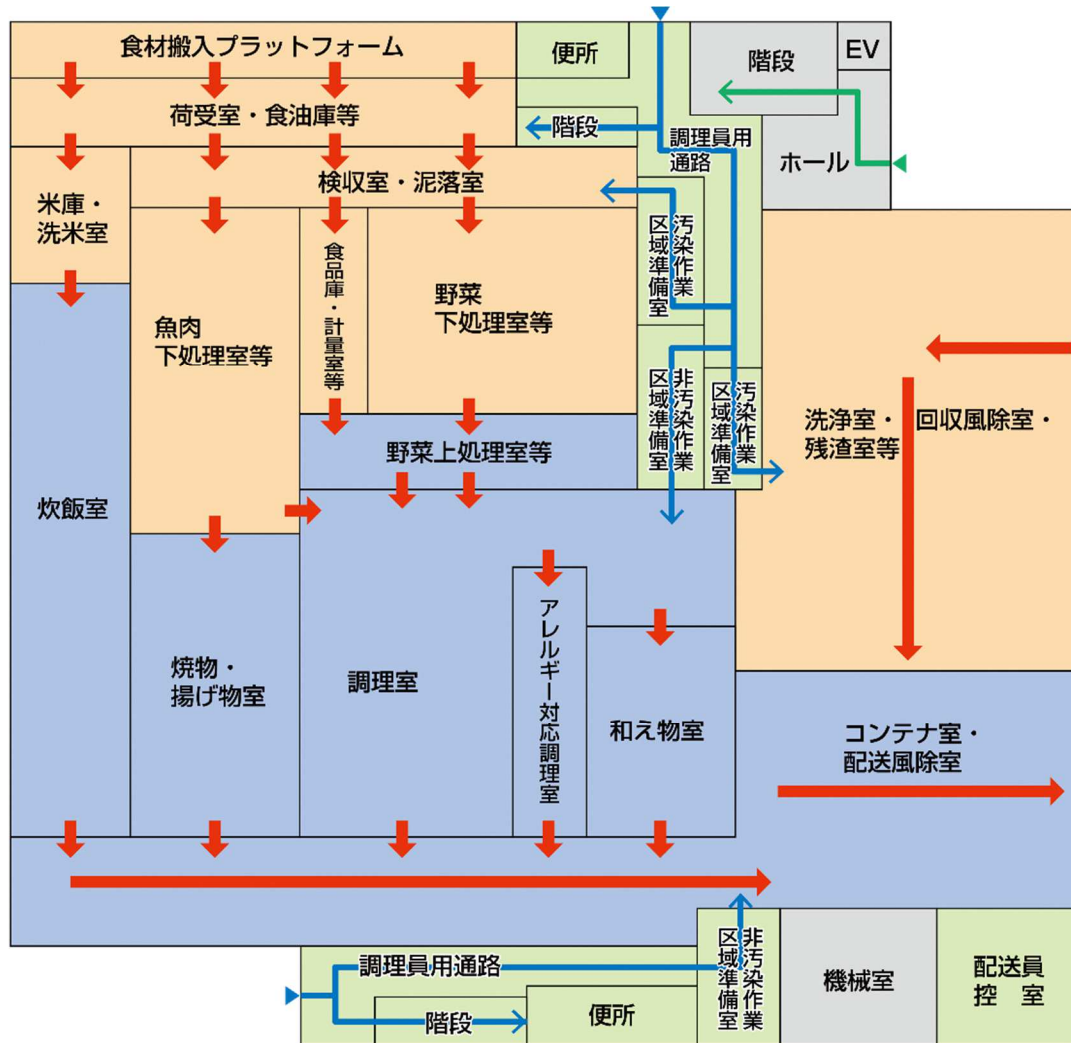 食材搬入プラットフォーム
便所
階段
EV
荷受室・食油庫等
階段
調理員用
通路
ホール
検収室・泥落室
米庫・
洗米室
汚染作業
区域準備室
食品庫・計量室等
野菜
下処理室等
魚肉
下処理室等
非汚染作業
区域準備室
汚染作業
区域準備室
洗浄室・
残渣室等
回収風除室・
野菜上処理室等
炊飯室
アレルギー対応調理室
焼物・
揚げ物室
調理室
和え物室
コンテナ室・
配送風除室
調理員用通路
非汚染作業
区域準備室
機械室
配送員
控　室
階段
便所